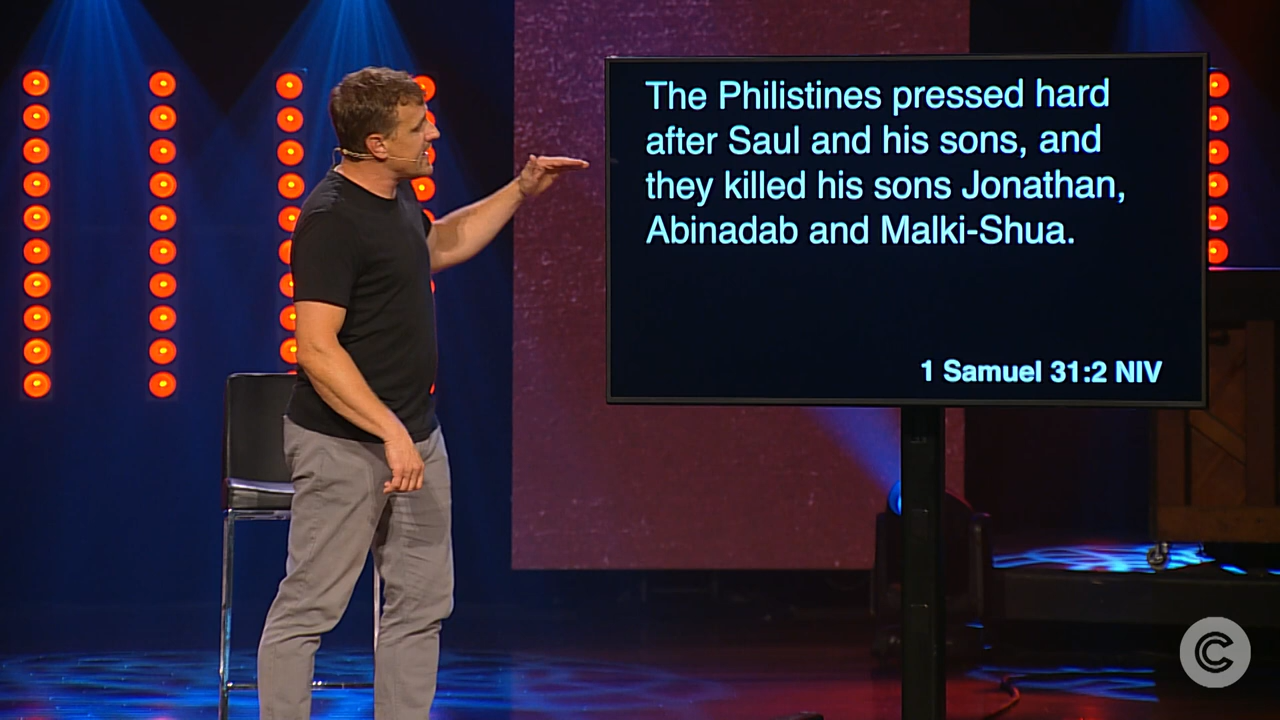 The Philistines pressed hard
after Saul and his sons, and
they killed his sons Jonathan,
Abinadab and Malki-Shua.
1 Samuel 31:2 NIV
C